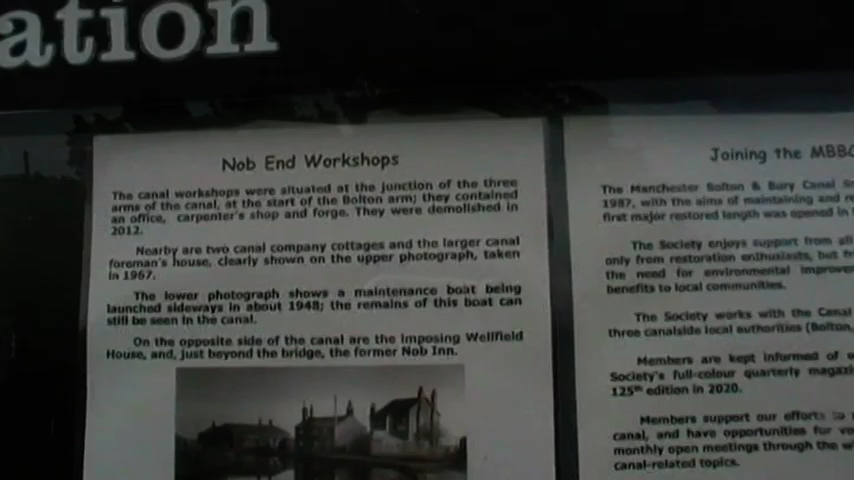 ation
Nob End Workshops
The canal workshops were situated at the junction of the three
arms of the canal, at the start of the Bolton arm; they contained
an office, carpenter's shop and forge. They were demolished in
2012.
Nearby are two canal company cottages and the larger canal
foreman's house, clearly shown on the upper photograph, taken
in 1967.
The lower photograph shows a maintenance boat being
launched sideways in about 1948; the remains of this boat can
still be seen in the canal.
On the opposite side of the canal are the imposing Wellfield
House, and, just beyond the bridge, the former Nob Inn.
Joining the MBBC
The Manchester Bolton & Bury Canal
1987, with the aims of maintaining and
first major restored length was opened in
The Society enjoys support from all
only from restoration enthusiasts, but
the need for environmental
benefits to local communities.
The Society works with the Canal
three canalside local authorities (Bolton,
Members are kept informed of
Society's full-colour quarterly
125th edition in 2020.
Members support our efforts to
canal, and have opportunities for
monthly open meetings through the
canal-related topics.